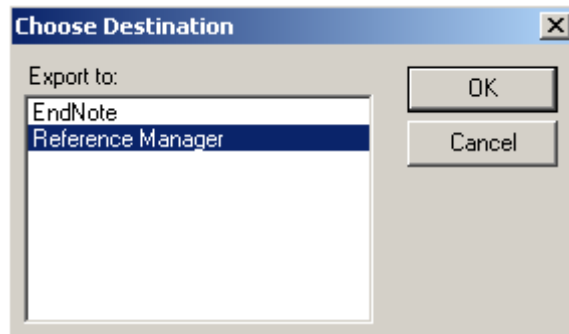 Choose Destination
Export to:
EndNote
Reference Manager
OK
Cancel